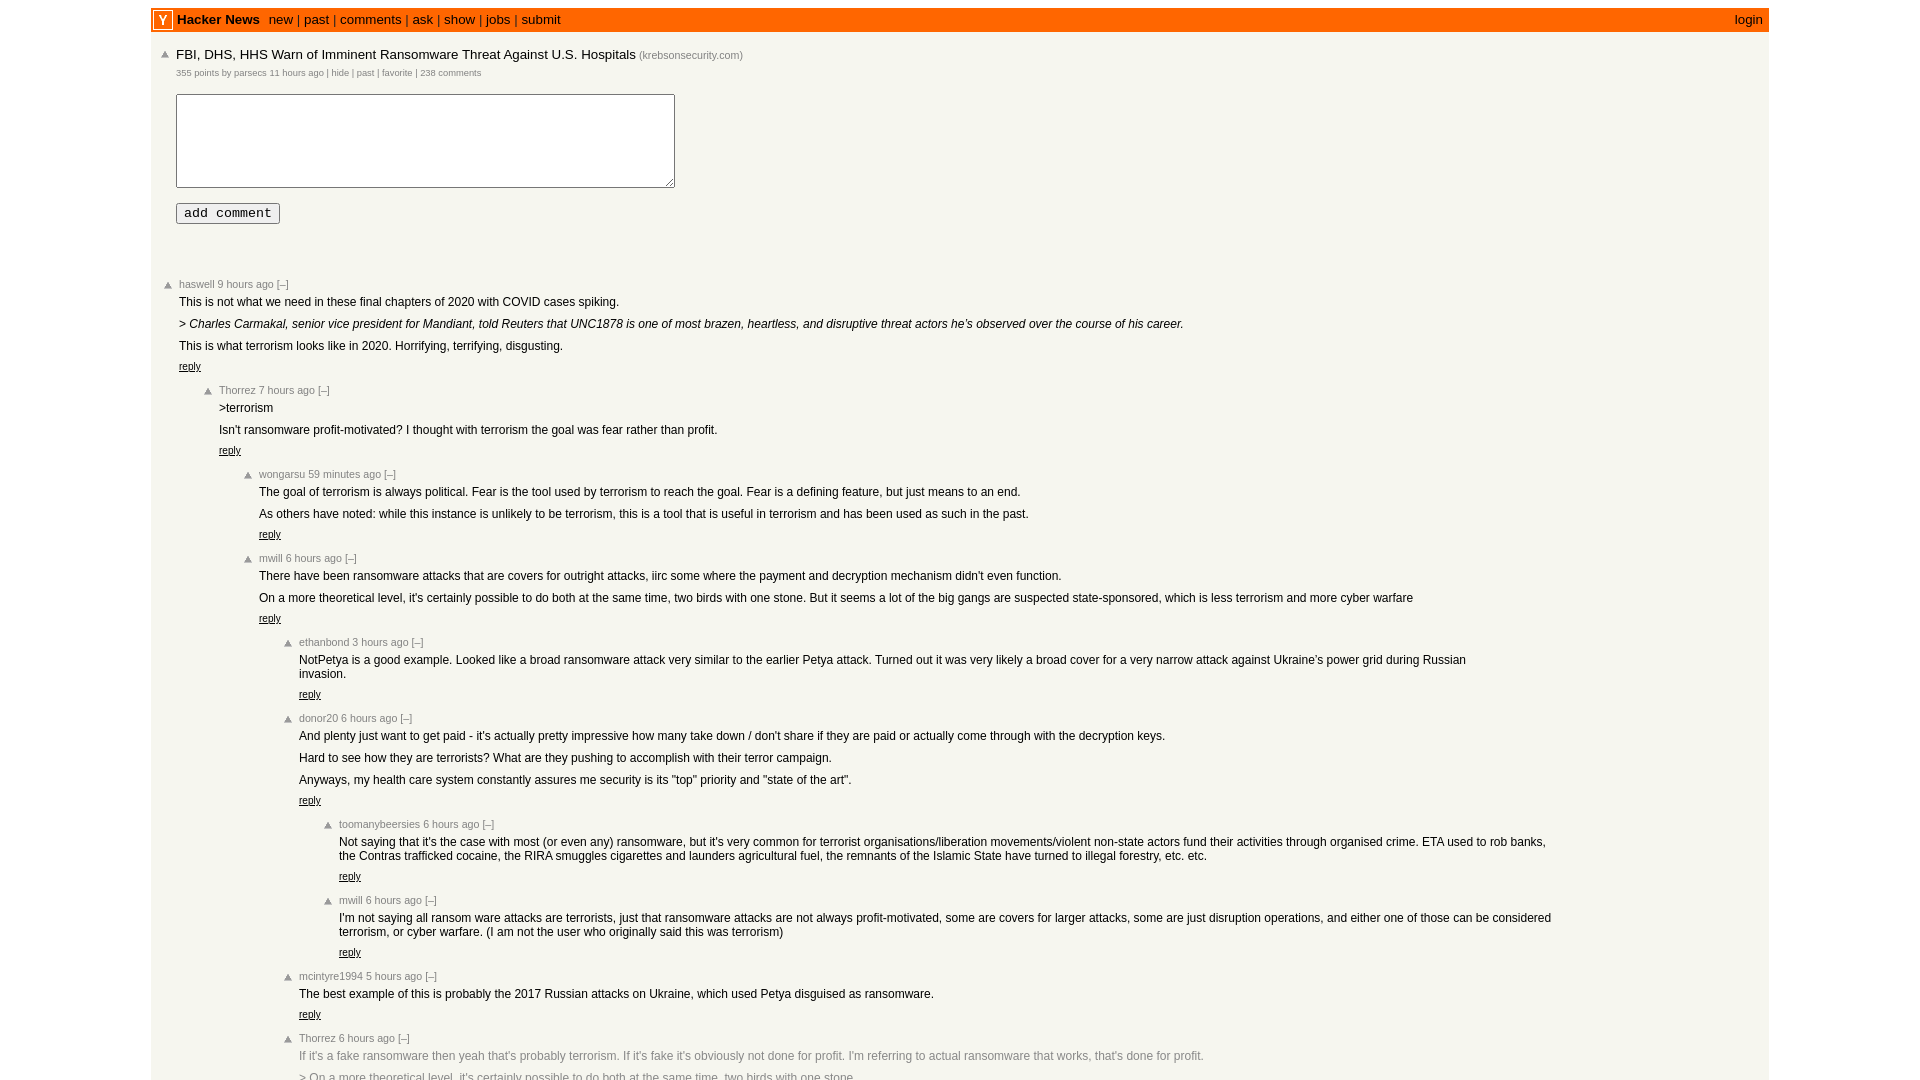 Y Hacker News new | past | comments | ask | show | jobs | submit login
FBI, DHS, HHS Warn of Imminent Ransomware Threat Against U.S. Hospitals (krebsonsecurity.com)
355 points by parsecs 11 hours ago | hide | past | favorite | 238 comments
add comment
haswell 9 hours ago [–]
This is not what we need in these final chapters of 2020 with COVID cases spiking.
> Charles Carmakal, senior vice president for Mandiant, told Reuters that UNC1878 is one of most brazen, heartless, and disruptive threat actors he’s observed over the course of his career.
This is what terrorism looks like in 2020. Horrifying, terrifying, disgusting.
reply
Thorrez 7 hours ago [–]
>terrorism
Isn't ransomware profit-motivated? I thought with terrorism the goal was fear rather than profit.
reply
wongarsu 59 minutes ago [–]
The goal of terrorism is always political. Fear is the tool used by terrorism to reach the goal. Fear is a defining feature, but just means to an end.
As others have noted: while this instance is unlikely to be terrorism, this is a tool that is useful in terrorism and has been used as such in the past.
reply
mwill 6 hours ago [–]
There have been ransomware attacks that are covers for outright attacks, iirc some where the payment and decryption mechanism didn't even function.
On a more theoretical level, it's certainly possible to do both at the same time, two birds with one stone. But it seems a lot of the big gangs are suspected state-sponsored, which is less terrorism and more cyber warfare
reply
ethanbond 3 hours ago [–]
NotPetya is a good example. Looked like a broad ransomware attack very similar to the earlier Petya attack. Turned out it was very likely a broad cover for a very narrow attack against Ukraine’s power grid during Russian
invasion.
reply
donor20 6 hours ago [–]
And plenty just want to get paid - it's actually pretty impressive how many take down / don't share if they are paid or actually come through with the decryption keys.
Hard to see how they are terrorists? What are they pushing to accomplish with their terror campaign.
Anyways, my health care system constantly assures me security is its "top" priority and "state of the art".
reply
toomanybeersies 6 hours ago [–]
Not saying that it's the case with most (or even any) ransomware, but it's very common for terrorist organisations/liberation movements/violent non-state actors fund their activities through organised crime. ETA used to rob banks,
the Contras trafficked cocaine, the RIRA smuggles cigarettes and launders agricultural fuel, the remnants of the Islamic State have turned to illegal forestry, etc. etc.
reply
mwill 6 hours ago [–]
I'm not saying all ransom ware attacks are terrorists, just that ransomware attacks are not always profit-motivated, some are covers for larger attacks, some are just disruption operations, and either one of those can be considered
terrorism, or cyber warfare. (I am not the user who originally said this was terrorism)
reply
mcintyre1994 5 hours ago [–]
The best example of this is probably the 2017 Russian attacks on Ukraine, which used Petya disguised as ransomware.
reply
Thorrez 6 hours ago [–]
If it's a fake ransomware then yeah that's probably terrorism. If it's fake it's obviously not done for profit. I'm referring to actual ransomware that works, that's done for profit.
> On a more theoretical level, it's certainly possible to do both at the same time, two birds with one stone.